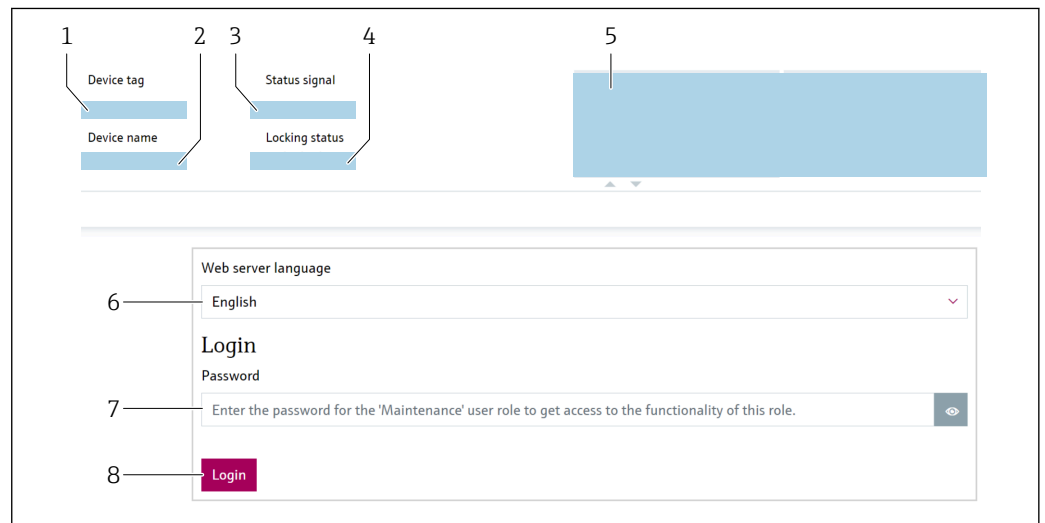 1 2 3 4 5
Device tag Status signal
Device name Locking status
Web server language
6 English
Login
Password
7 Enter the password for the 'Maintenance' user role to get access to the functionality of this role.
8 Login